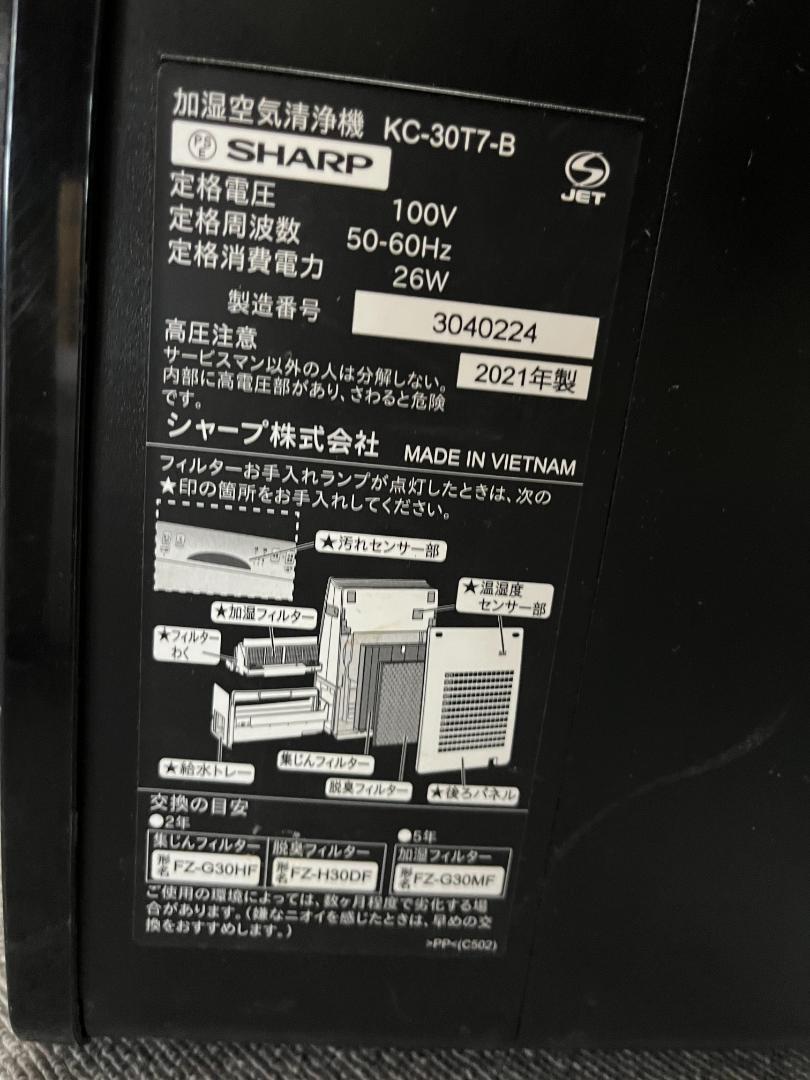 加湿空気清浄機 KC-30T7-B
PSE SHARP
JET
定格電圧 100V
定格周波数 50-60Hz
定格消費電力 26W
製造番号 3040224
高圧注意
2021年製
サービスマン以外の人は分解しない。
内部に高電圧部があり、さわると危険
です。
シャープ株式会社 MADE IN VIETNAM
フィルターお手入れランプが点灯したときは、次の
★印の箇所をお手入れしてください。
★汚れセンサー部
★温湿度
センサー部
★加湿フィルター
★フィルター
わく
★給水トレー
集じんフィルター
脱臭フィルター
★後ろパネル
交換の目安
●2年
●5年
集じんフィルター 脱臭フィルター 加湿フィルター
形名 FZ-G30HF 形名 FZ-H30DF 形名 FZ-G30MF
ご使用の環境によっては、数ヶ月程度で劣化する場
合があります。(嫌なニオイを感じたときは、早めの交
換をおすすめします。)
>PP<(C502)